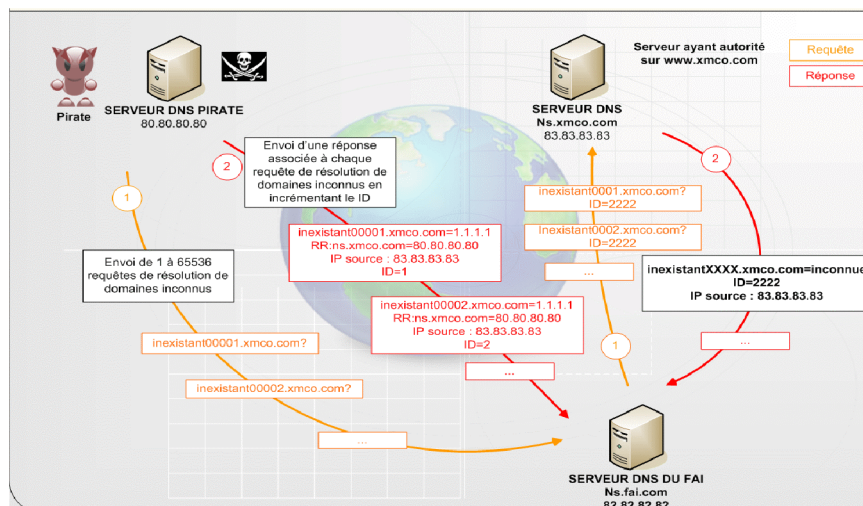 Pirate
SERVEUR DNS PIRATE
80.80.80.80
Serveur ayant autorité
sur www.xmco.com
Requête
Réponse
SERVEUR DNS
Ns.xmco.com
83.83.83.83
2
Envoi d'une réponse
associée à chaque
requête de résolution de
domaines inconnus en
incrémentant le ID
2
1
inexistant0001.xmco.com?
ID=2222
inexistant0002.xmco.com?
ID=2222
...
inexistant00001.xmco.com=1.1.1.1
RR:ns.xmco.com=80.80.80.80
IP source : 83.83.83.83
ID=1
Envoi de 1 à 65536
requêtes de résolution de
domaines inconnus
inexistantXXXX.xmco.com=inconnue
ID=2222
IP source : 83.83.83.83
inexistant00002.xmco.com=1.1.1.1
RR:ns.xmco.com=80.80.80.80
IP source : 83.83.83.83
ID=2
...
inexistant00001.xmco.com?
1
...
inexistant00002.xmco.com?
...
SERVEUR DNS DU FAI
Ns.fai.com